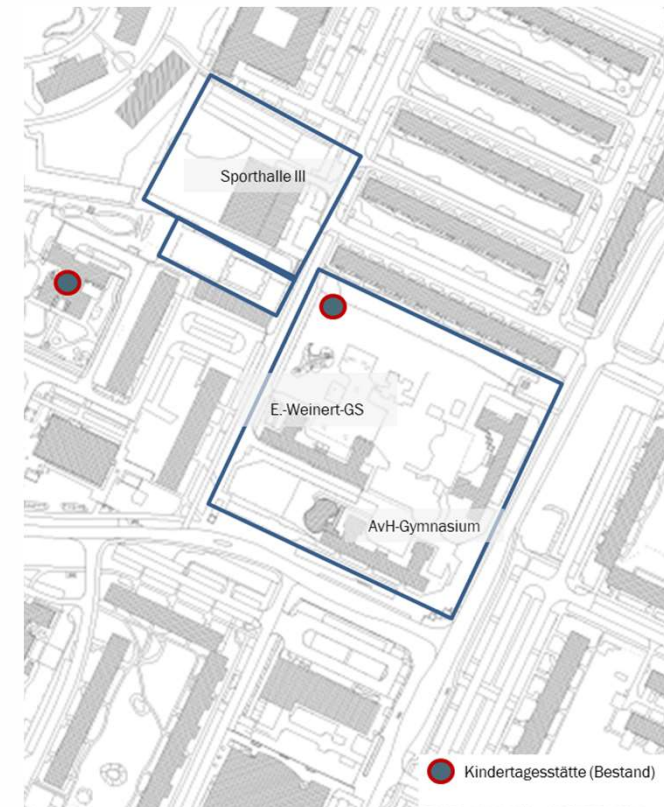 Sporthalle III
E.-Weinert-GS
AvH-Gymnasium
Kindertagesstätte (Bestand)